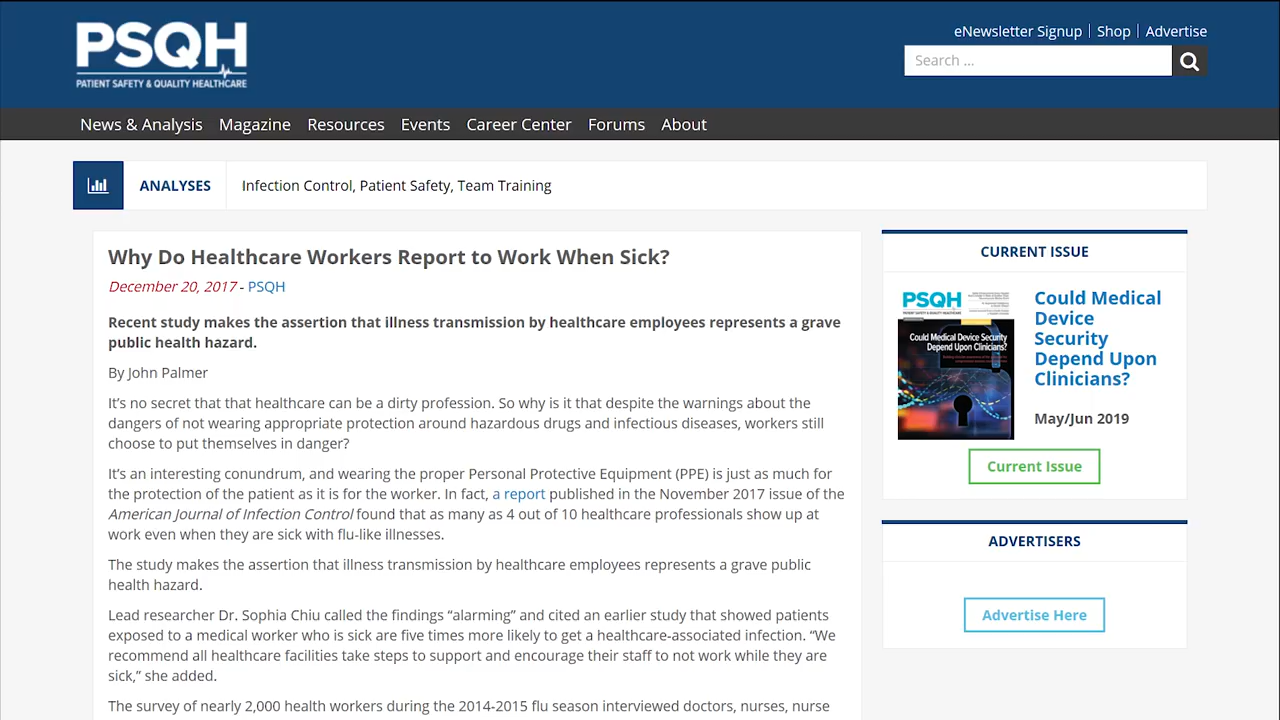 PSQH
PATIENT SAFETY & QUALITY HEALTHCARE
eNewsletter Signup | Shop | Advertise
Search ...
News & Analysis Magazine Resources Events Career Center Forums About
ANALYSES Infection Control, Patient Safety, Team Training
Why Do Healthcare Workers Report to Work When Sick?
December 20, 2017 - PSQH
Recent study makes the assertion that illness transmission by healthcare employees represents a grave
public health hazard.
By John Palmer
It’s no secret that that healthcare can be a dirty profession. So why is it that despite the warnings about the
dangers of not wearing appropriate protection around hazardous drugs and infectious diseases, workers still
choose to put themselves in danger?
It’s an interesting conundrum, and wearing the proper Personal Protective Equipment (PPE) is just as much for
the protection of the patient as it is for the worker. In fact, a report published in the November 2017 issue of the
American Journal of Infection Control found that as many as 4 out of 10 healthcare professionals show up at
work even when they are sick with flu-like illnesses.
The study makes the assertion that illness transmission by healthcare employees represents a grave public
health hazard.
Lead researcher Dr. Sophia Chiu called the findings “alarming” and cited an earlier study that showed patients
exposed to a medical worker who is sick are five times more likely to get a healthcare-associated infection. “We
recommend all healthcare facilities take steps to support and encourage their staff to not work while they are
sick,” she added.
The survey of nearly 2,000 health workers during the 2014-2015 flu season interviewed doctors, nurses, nurse
CURRENT ISSUE
PSQH
Could Medical Device Security
Depend Upon Clinicians?
Could Medical
Device
Security
Depend Upon
Clinicians?
May/Jun 2019
Current Issue
ADVERTISERS
Advertise Here